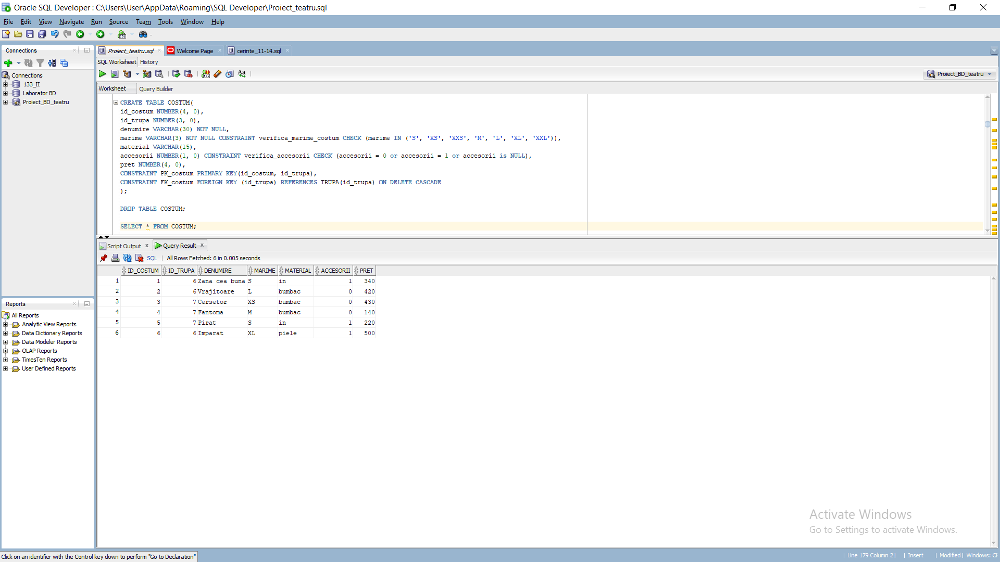 Oracle SQL Developer : C:\Users\User\AppData\Roaming\SQL Developer\Proiect_teatru.sql
File Edit View Navigate Run Source Team Tools Window Help
Connections
Connections
133_II
Laborator BD
Proiect_BD_teatru
Reports
All Reports
Analytic View Reports
Data Dictionary Reports
Data Modeler Reports
OLAP Reports
TimesTen Reports
User Defined Reports
Proiect_teatru.sql Welcome Page cerinte_11-14.sql
SQL Worksheet History
Proiect_BD_teatru
Worksheet Query Builder
CREATE TABLE COSTUM(
id_costum NUMBER(4, 0),
id_trupa NUMBER(3, 0),
denumire VARCHAR(30) NOT NULL,
marime VARCHAR(3) NOT NULL CONSTRAINT verifica_marime_costum CHECK (marime IN ('S', 'XS', 'XXS', 'M', 'L', 'XL', 'XXL')),
material VARCHAR(15),
accesorii NUMBER(1, 0) CONSTRAINT verifica_accesorii CHECK (accesorii = 0 or accesorii = 1 or accesorii is NULL),
pret NUMBER(4, 0),
CONSTRAINT PK_costum PRIMARY KEY(id_costum, id_trupa),
CONSTRAINT FK_costum FOREIGN KEY (id_trupa) REFERENCES TRUPA(id_trupa) ON DELETE CASCADE
);
DROP TABLE COSTUM;
SELECT * FROM COSTUM;
Script Output x Query Result x
SQL | All Rows Fetched: 6 in 0.005 seconds
ID_COSTUM ID_TRUPA DENUMIRE MARIME MATERIAL ACCESORII PRET
1 1 6 Zana cea buna S in 1 340
2 2 6 Vrajitoare L bumbac 0 420
3 3 7 Cersetor XS bumbac 0 430
4 4 7 Fantoma M bumbac 0 140
5 5 7 Pirat S in 1 220
6 6 6 Imparat XL piele 1 500
Activate Windows
Go to Settings to activate Windows.
Click on an identifier with the Control key down to perform "Go to Declaration"
| Line 179 Column 21 | Insert | Modified | Windows: CF